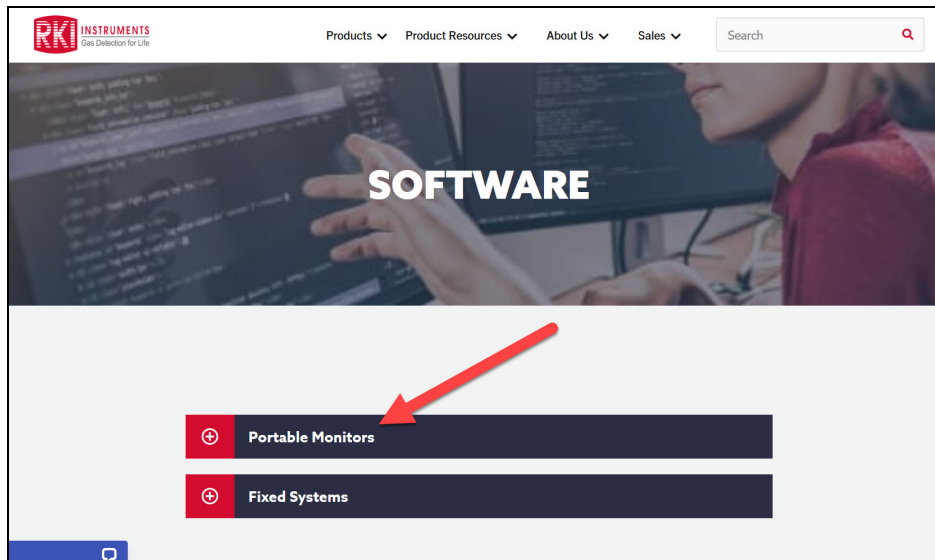 RKI INSTRUMENTS
Gas Detection for Life
Products Product Resources About Us Sales Search
SOFTWARE
Portable Monitors
Fixed Systems